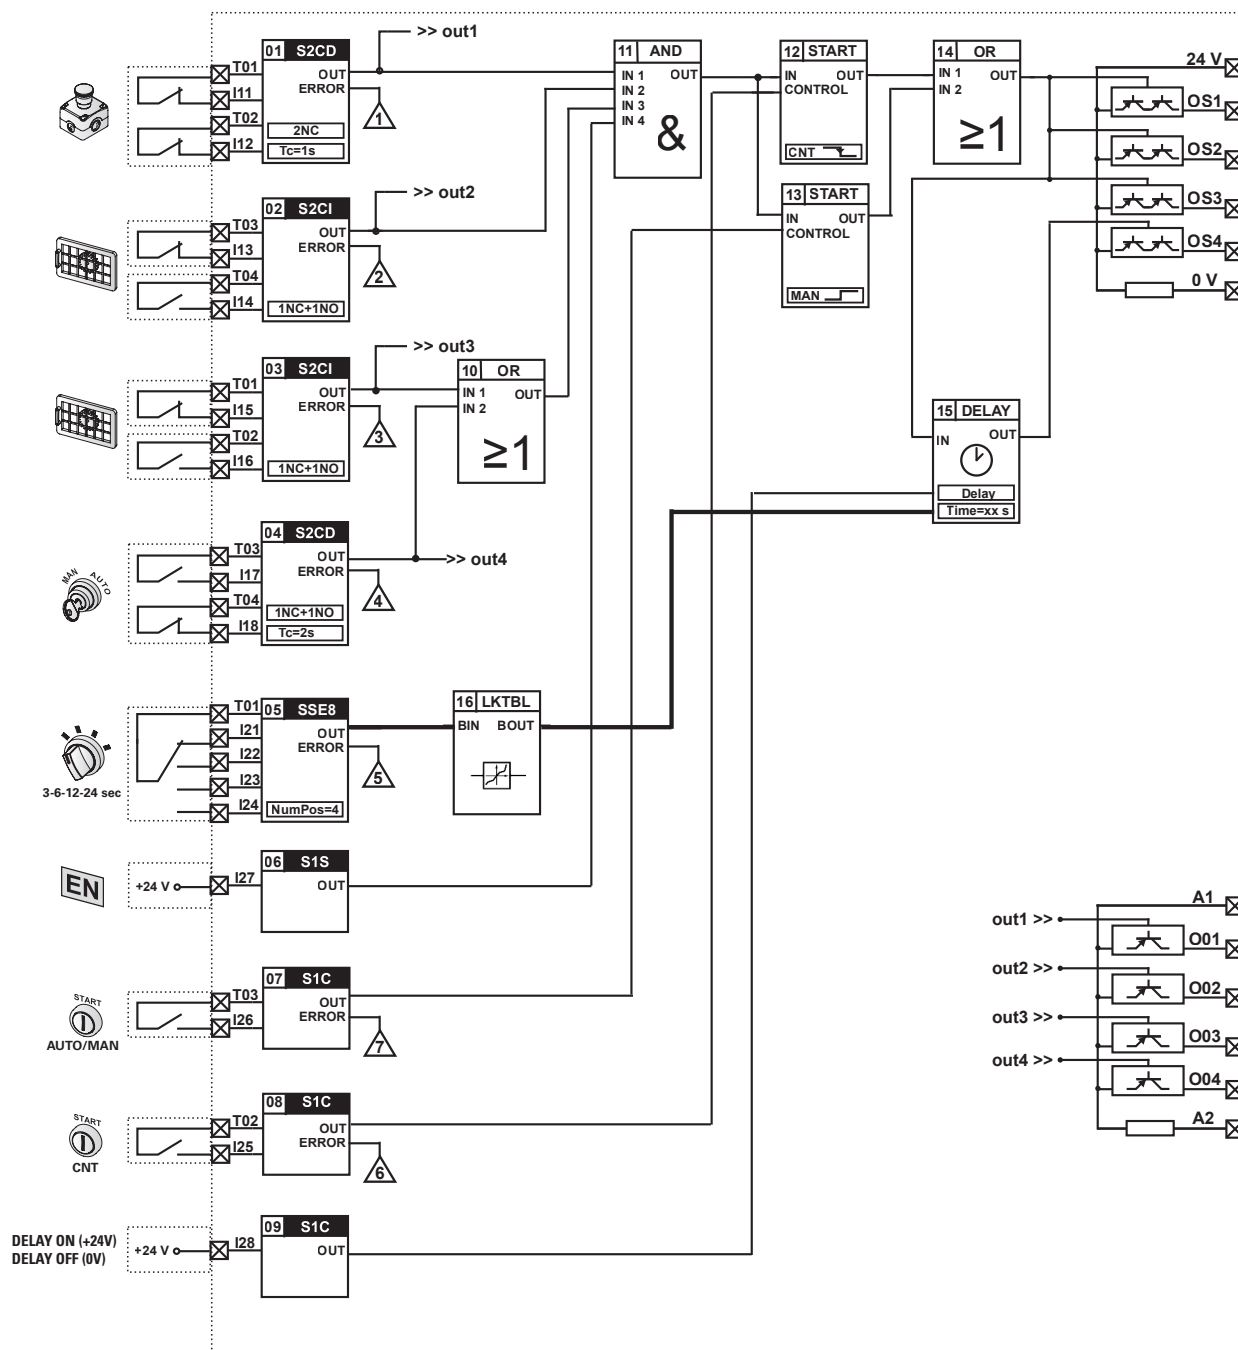 >> out1
01 S2CD
T01
I11
T02
I12
OUT
ERROR
1
2NC
Tc=1s
>> out2
02 S2CI
T03
I13
T04
I14
OUT
ERROR
2
1NC+1NO
>> out3
03 S2CI
T01
I15
T02
I16
OUT
ERROR
3
1NC+1NO
04 S2CD
T03
I17
T04
I18
OUT
ERROR
>> out4
4
1NC+1NO
Tc=2s
MAN AUTO
05 SSE8
T01
I21
I22
I23
I24
OUT
ERROR
5
NumPos=4
3-6-12-24 sec
06 S1S
EN
+24 V
I27
OUT
07 S1C
START
AUTO/MAN
T03
I26
OUT
ERROR
7
08 S1C
START
CNT
T02
I25
OUT
ERROR
6
09 S1C
DELAY ON (+24V)
DELAY OFF (0V)
+24 V
I28
OUT
10 OR
IN 1 OUT
IN 2
≥1
11 AND
IN 1 OUT
IN 2
IN 3
IN 4
&
12 START
IN OUT
CONTROL
CNT
13 START
IN OUT
CONTROL
MAN
14 OR
IN 1 OUT
IN 2
≥1
15 DELAY
IN OUT
Delay
Time=xx s
16 LKTBL
BIN BOUT
24 V
OS1
OS2
OS3
OS4
0 V
A1
out1 >>
O01
out2 >>
O02
out3 >>
O03
out4 >>
O04
A2